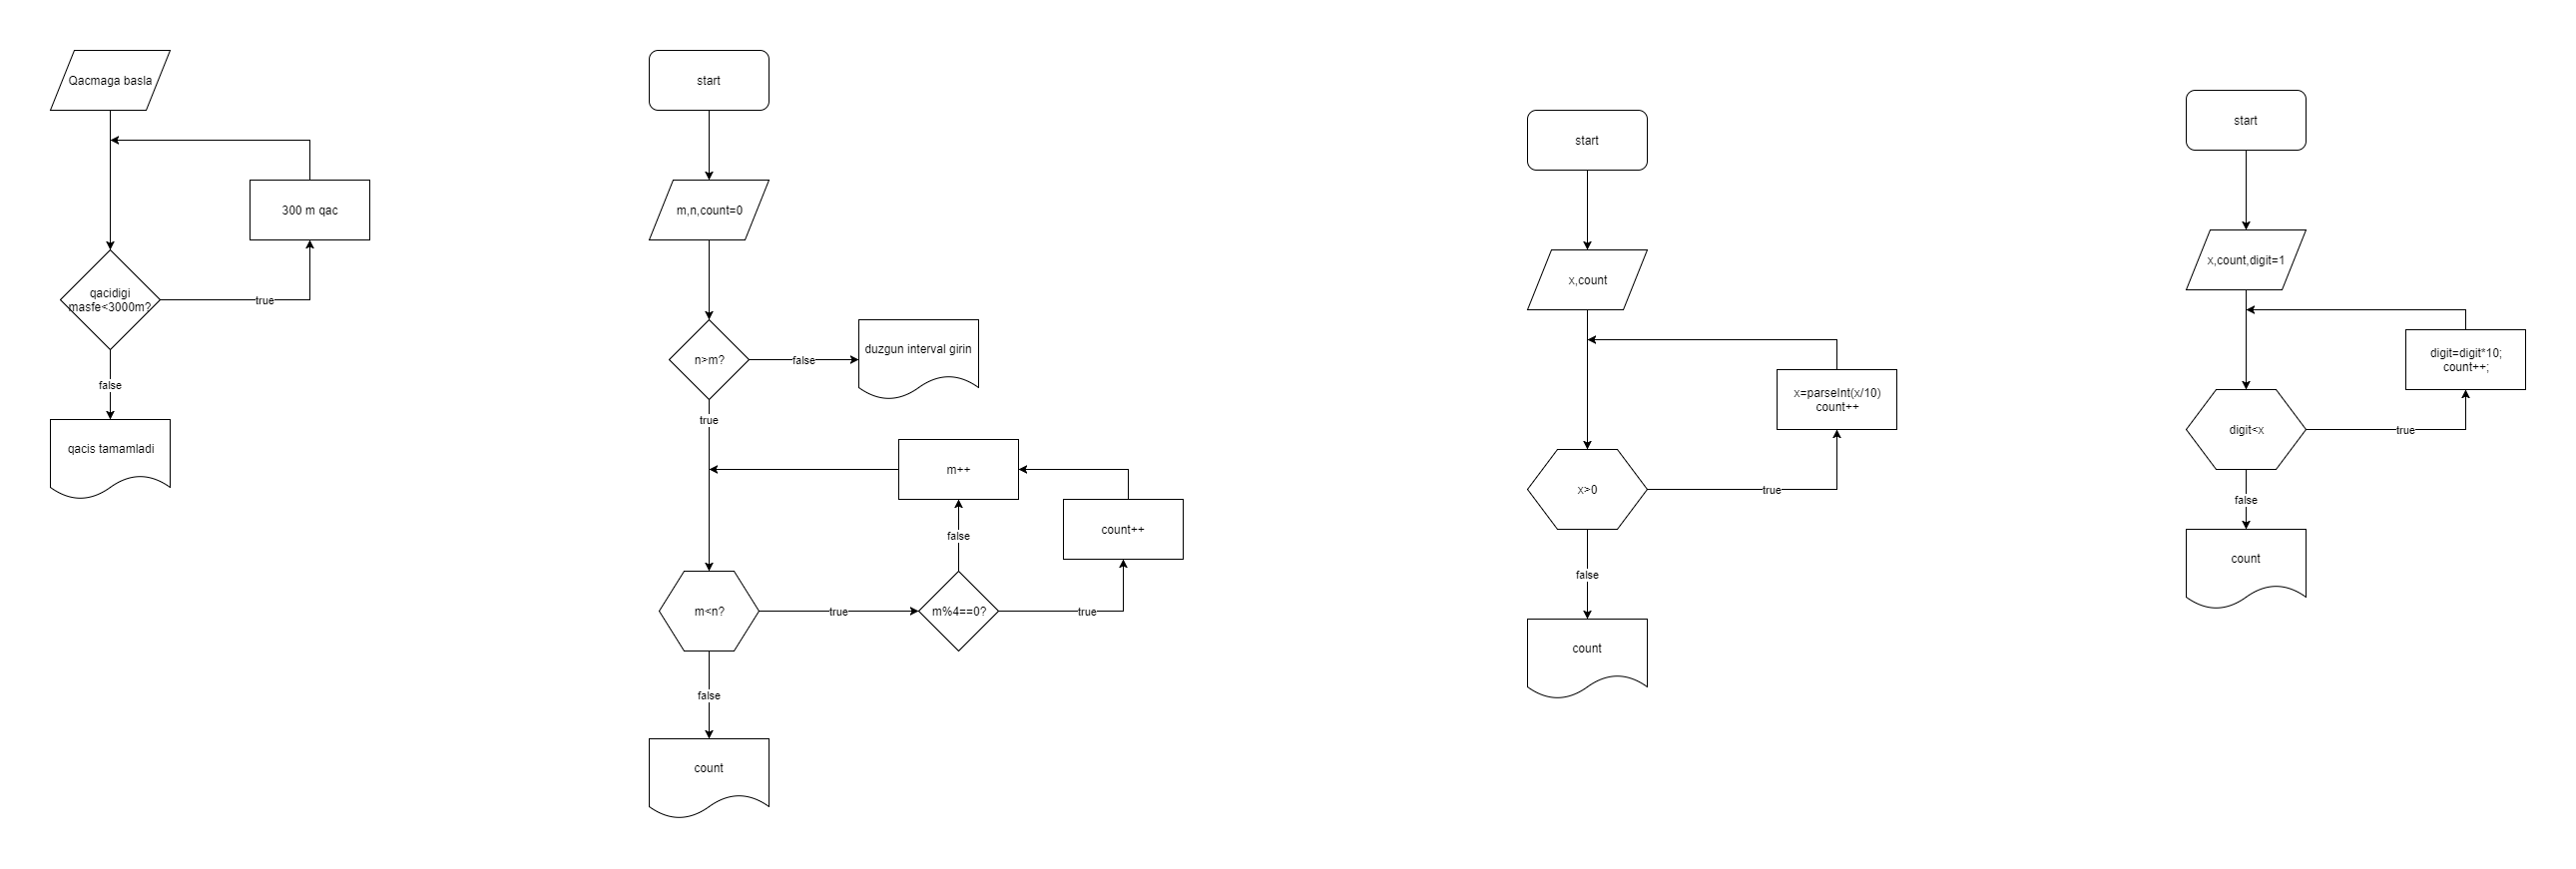 Qacmaga basla
300 m qac
qacidigi
masfe<3000m?
true
false
qacis tamamladi
start
m,n,count=0
n>m?
false
duzgun interval girin
true
m++
count++
false
m<n?
true
m%4==0?
true
false
count
start
x,count
x=parseInt(x/10)
count++
x>0
true
false
count
start
x,count,digit=1
digit=digit*10;
count++;
digit<x
true
false
count